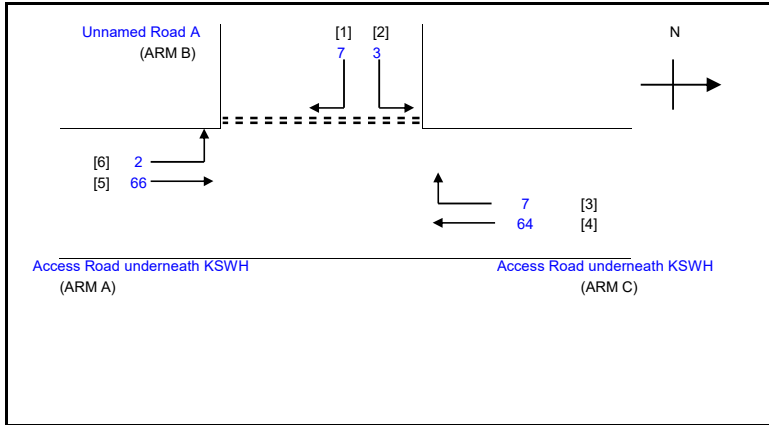 Unnamed Road A [1] [2] N
(ARM B) 7 3
[6] 2
[5] 66
7 [3]
64 [4]
Access Road underneath KSWH Access Road underneath KSWH
(ARM A) (ARM C)